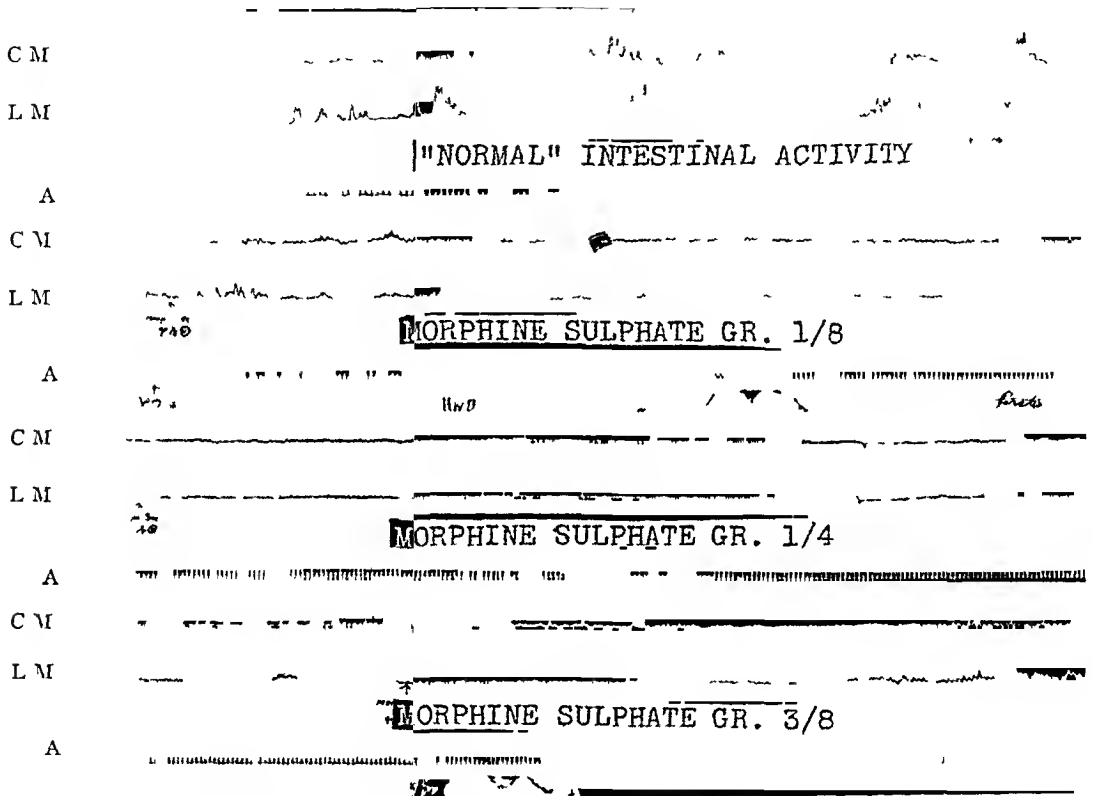 C M
L M
"NORMAL" INTESTINAL ACTIVITY
A
C M
L M
MORPHINE SULPHATE GR. 1/8
A
C M
L M
MORPHINE SULPHATE GR. 1/4
A
C M
L M
MORPHINE SULPHATE GR. 3/8
A